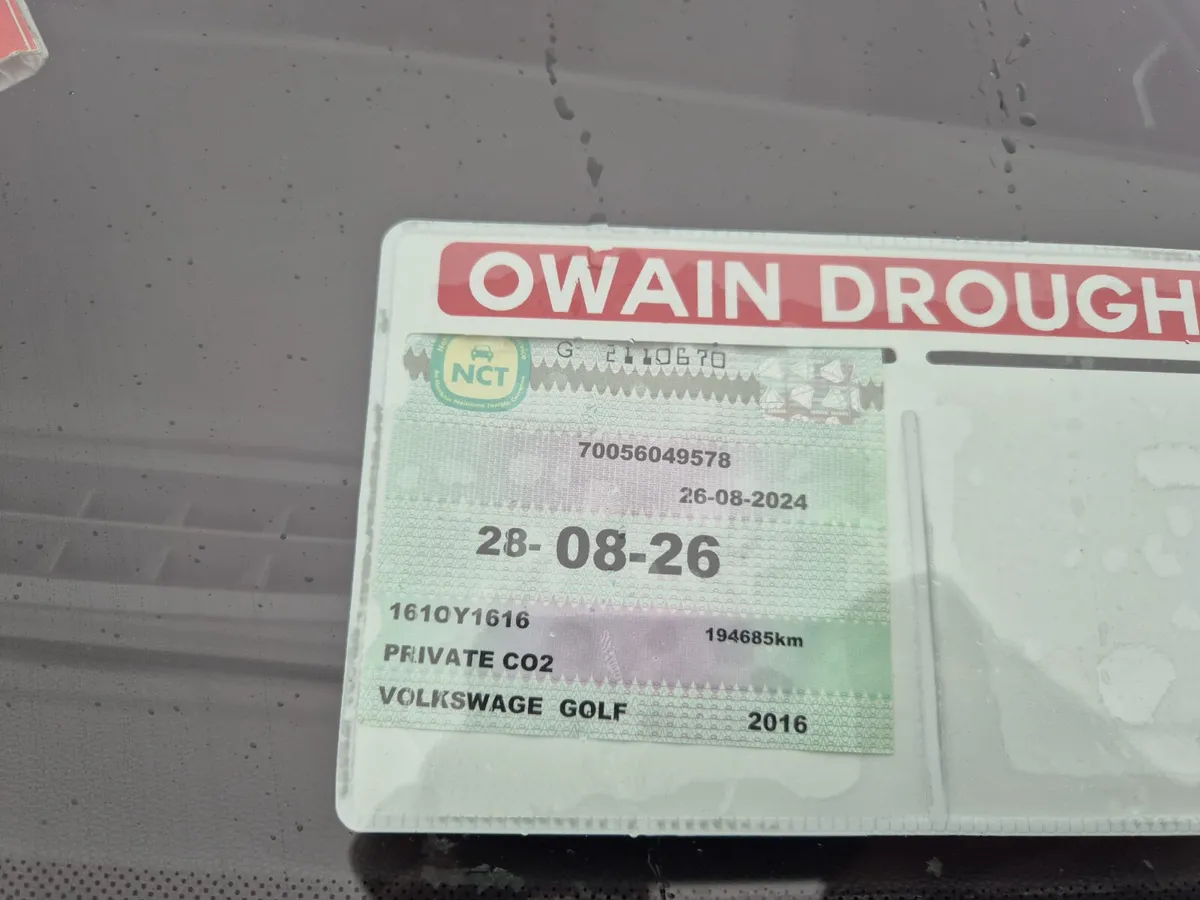 OWAIN DROUGH
NCT
G 2110670
70056049578
26-08-2024
28-08-26
161OY1616
194685km
PRIVATE CO2
VOLKSWAGE GOLF
2016